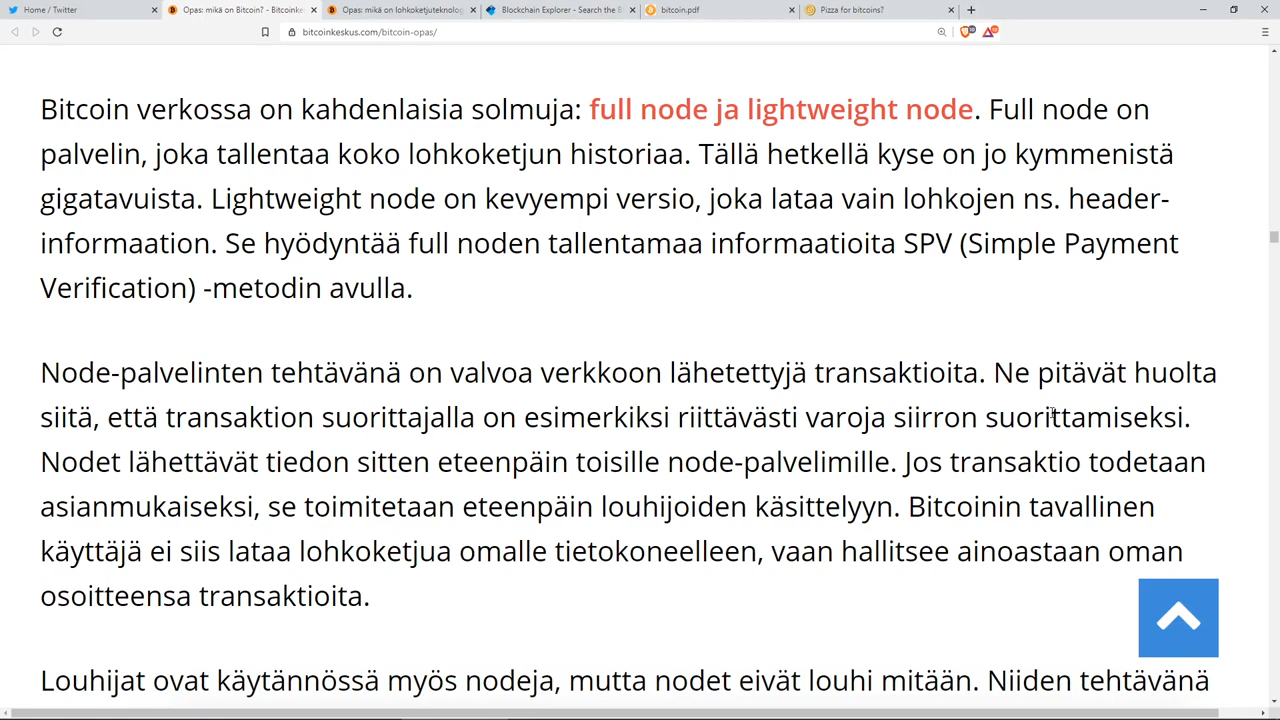 Home / Twitter
Opas: mikä on Bitcoin? - Bitcoinke
Opas: mikä on lohkoketjuteknolog
Blockchain Explorer - Search the B
bitcoin.pdf
Pizza for bitcoins?
bitcoinkeskus.com/bitcoin-opas/
Bitcoin verkossa on kahdenlaisia solmuja: full node ja lightweight node. Full node on
palvelin, joka tallentaa koko lohkoketjun historiaa. Tällä hetkellä kyse on jo kymmenistä
gigatavuista. Lightweight node on kevyempi versio, joka lataa vain lohkojen ns. header-
informaation. Se hyödyntää full noden tallentamaa informaatioita SPV (Simple Payment
Verification) -metodin avulla.
Node-palvelinten tehtävänä on valvoa verkkoon lähetettyjä transaktioita. Ne pitävät huolta
siitä, että transaktion suorittajalla on esimerkiksi riittävästi varoja siirron suorittamiseksi.
Nodet lähettävät tiedon sitten eteenpäin toisille node-palvelimille. Jos transaktio todetaan
asianmukaiseksi, se toimitetaan eteenpäin louhijoiden käsittelyyn. Bitcoinin tavallinen
käyttäjä ei siis lataa lohkoketjua omalle tietokoneelleen, vaan hallitsee ainoastaan oman
osoitteensa transaktioita.
Louhijat ovat käytännössä myös nodeja, mutta nodet eivät louhi mitään. Niiden tehtävänä